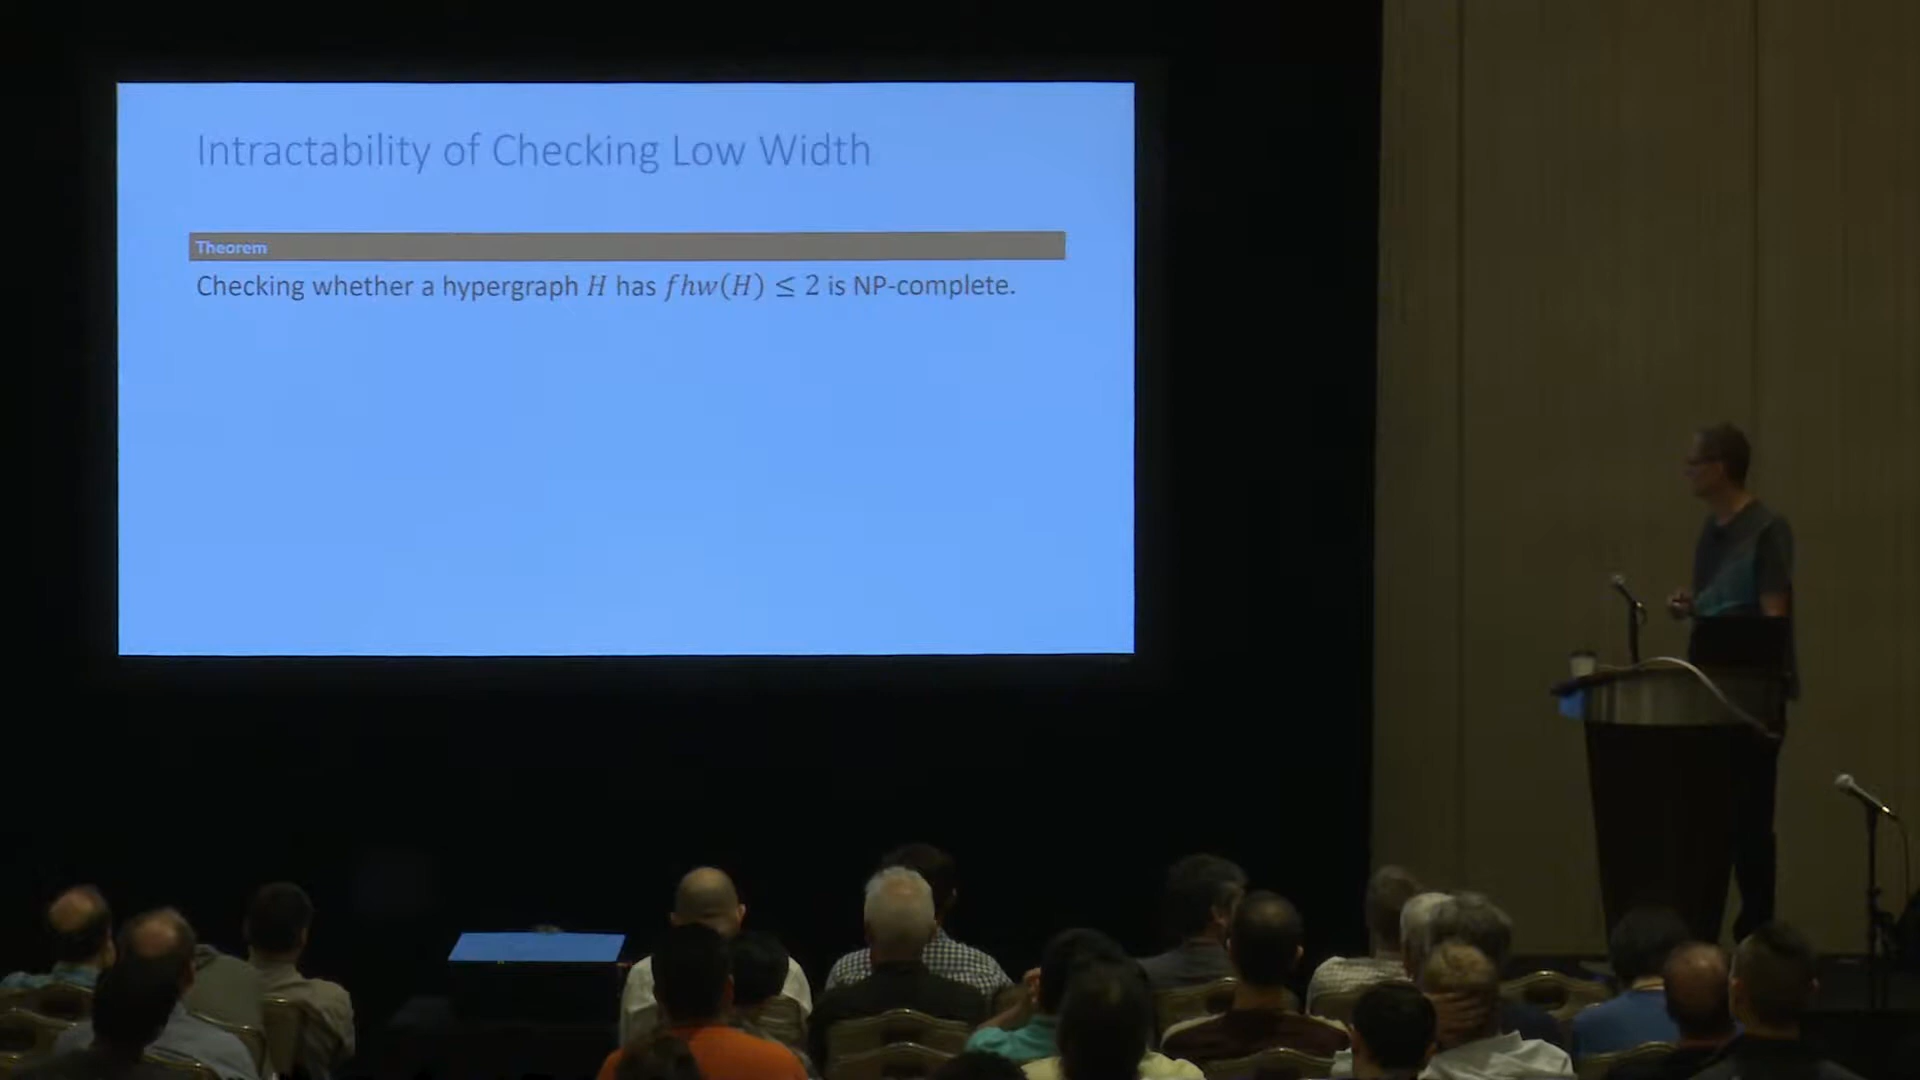 Intractability of Checking Low Width
Theorem
Checking whether a hypergraph H has fhw(H) ≤ 2 is NP-complete.